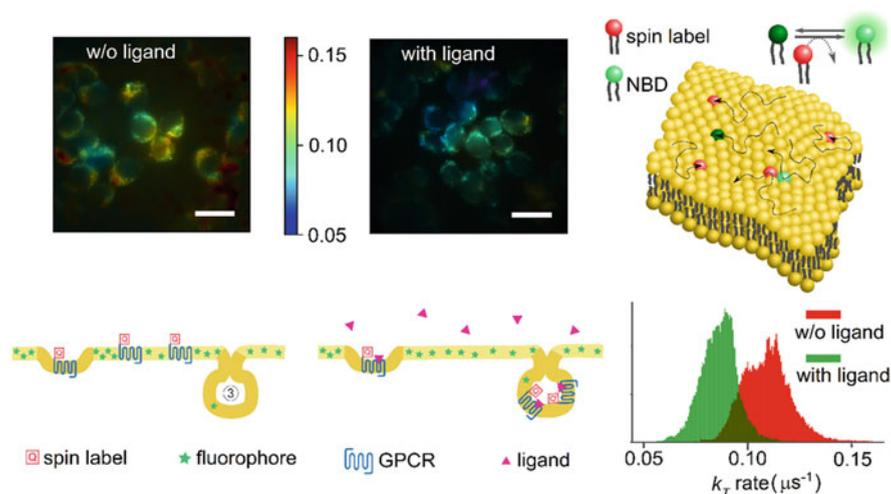 w/o ligand
with ligand
0.15
0.10
0.05
spin label
NBD
Q
Q
Q
3
Q
Q
Q
w/o ligand
with ligand
0.05
0.10
0.15
k_T rate (μs⁻¹)
Q spin label
fluorophore
GPCR
ligand